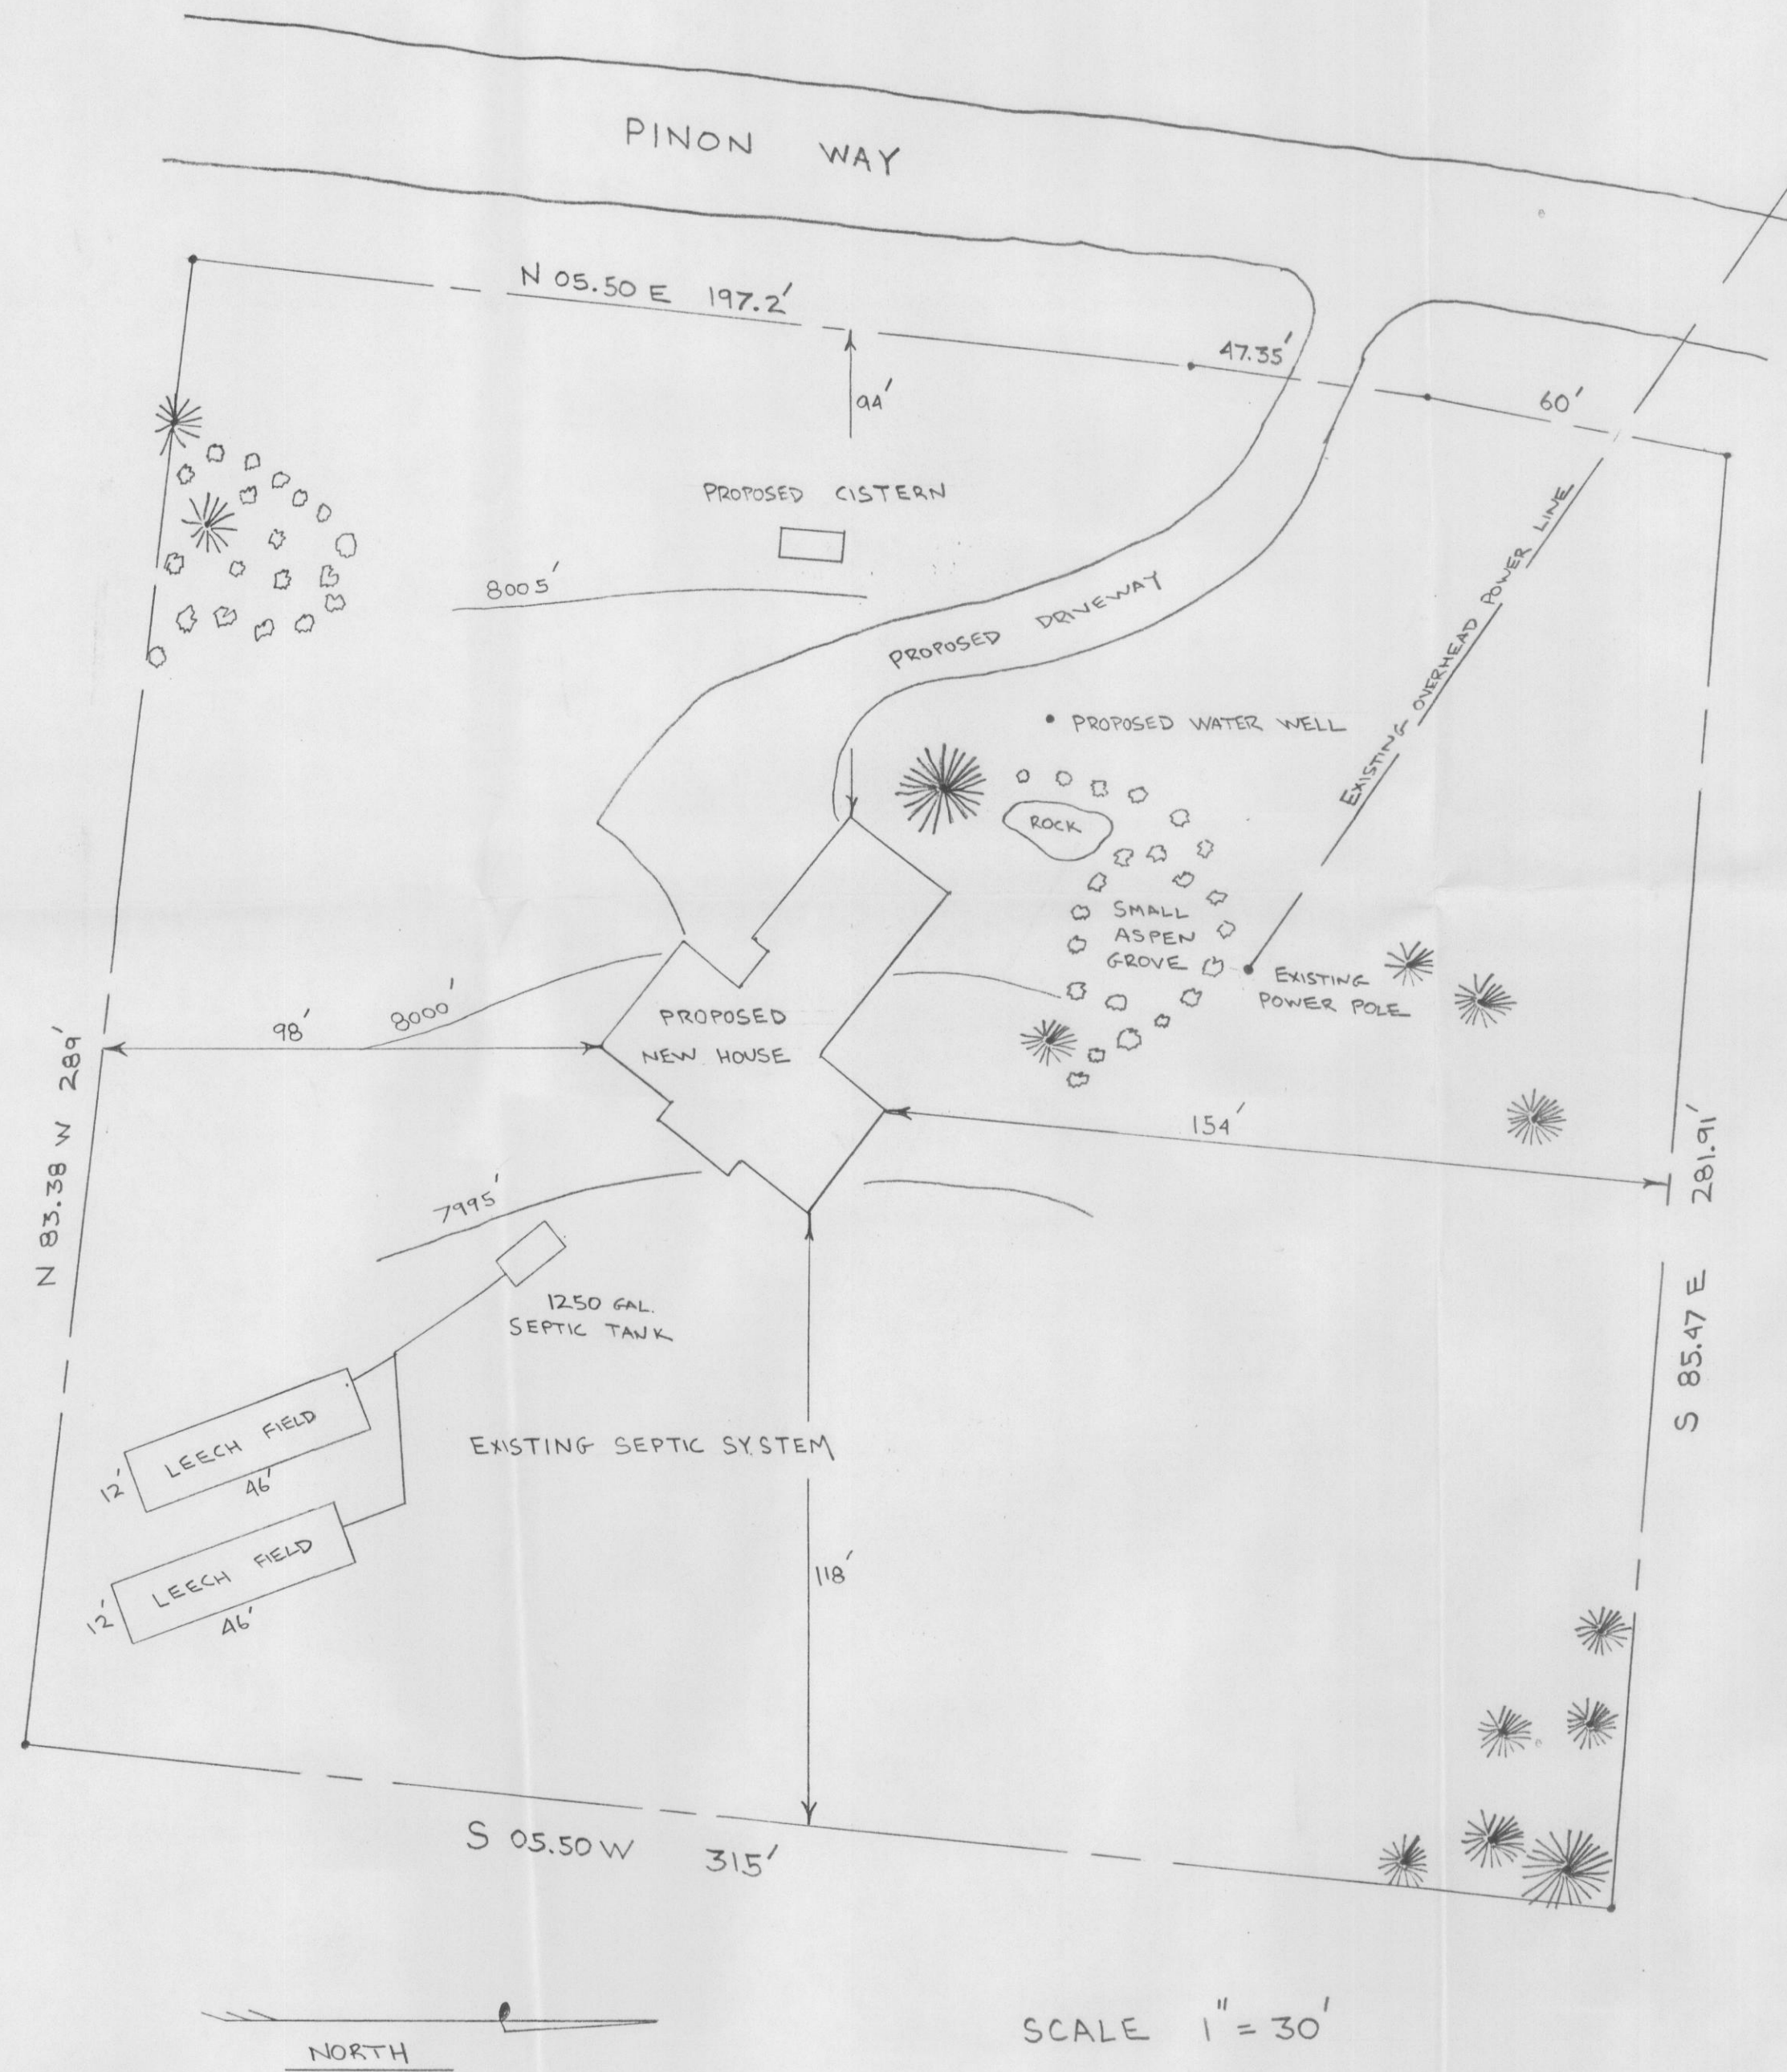 PINON WAY
N 05.50 E 197.2'
47.35'
60'
94'
PROPOSED CISTERN
8005'
PROPOSED DRIVEWAY
EXISTING OVERHEAD POWER LINE
PROPOSED WATER WELL
ROCK
SMALL
ASPEN
GROVE
EXISTING
POWER POLE
PROPOSED
NEW HOUSE
98'
8000'
N 83.38 W 289'
154'
S 85.47 E 281.91'
7995'
1250 GAL.
SEPTIC TANK
LEECH FIELD
12'
46'
EXISTING SEPTIC SYSTEM
LEECH FIELD
12'
46'
118'
S 05.50 W 315'
NORTH
SCALE 1" = 30'